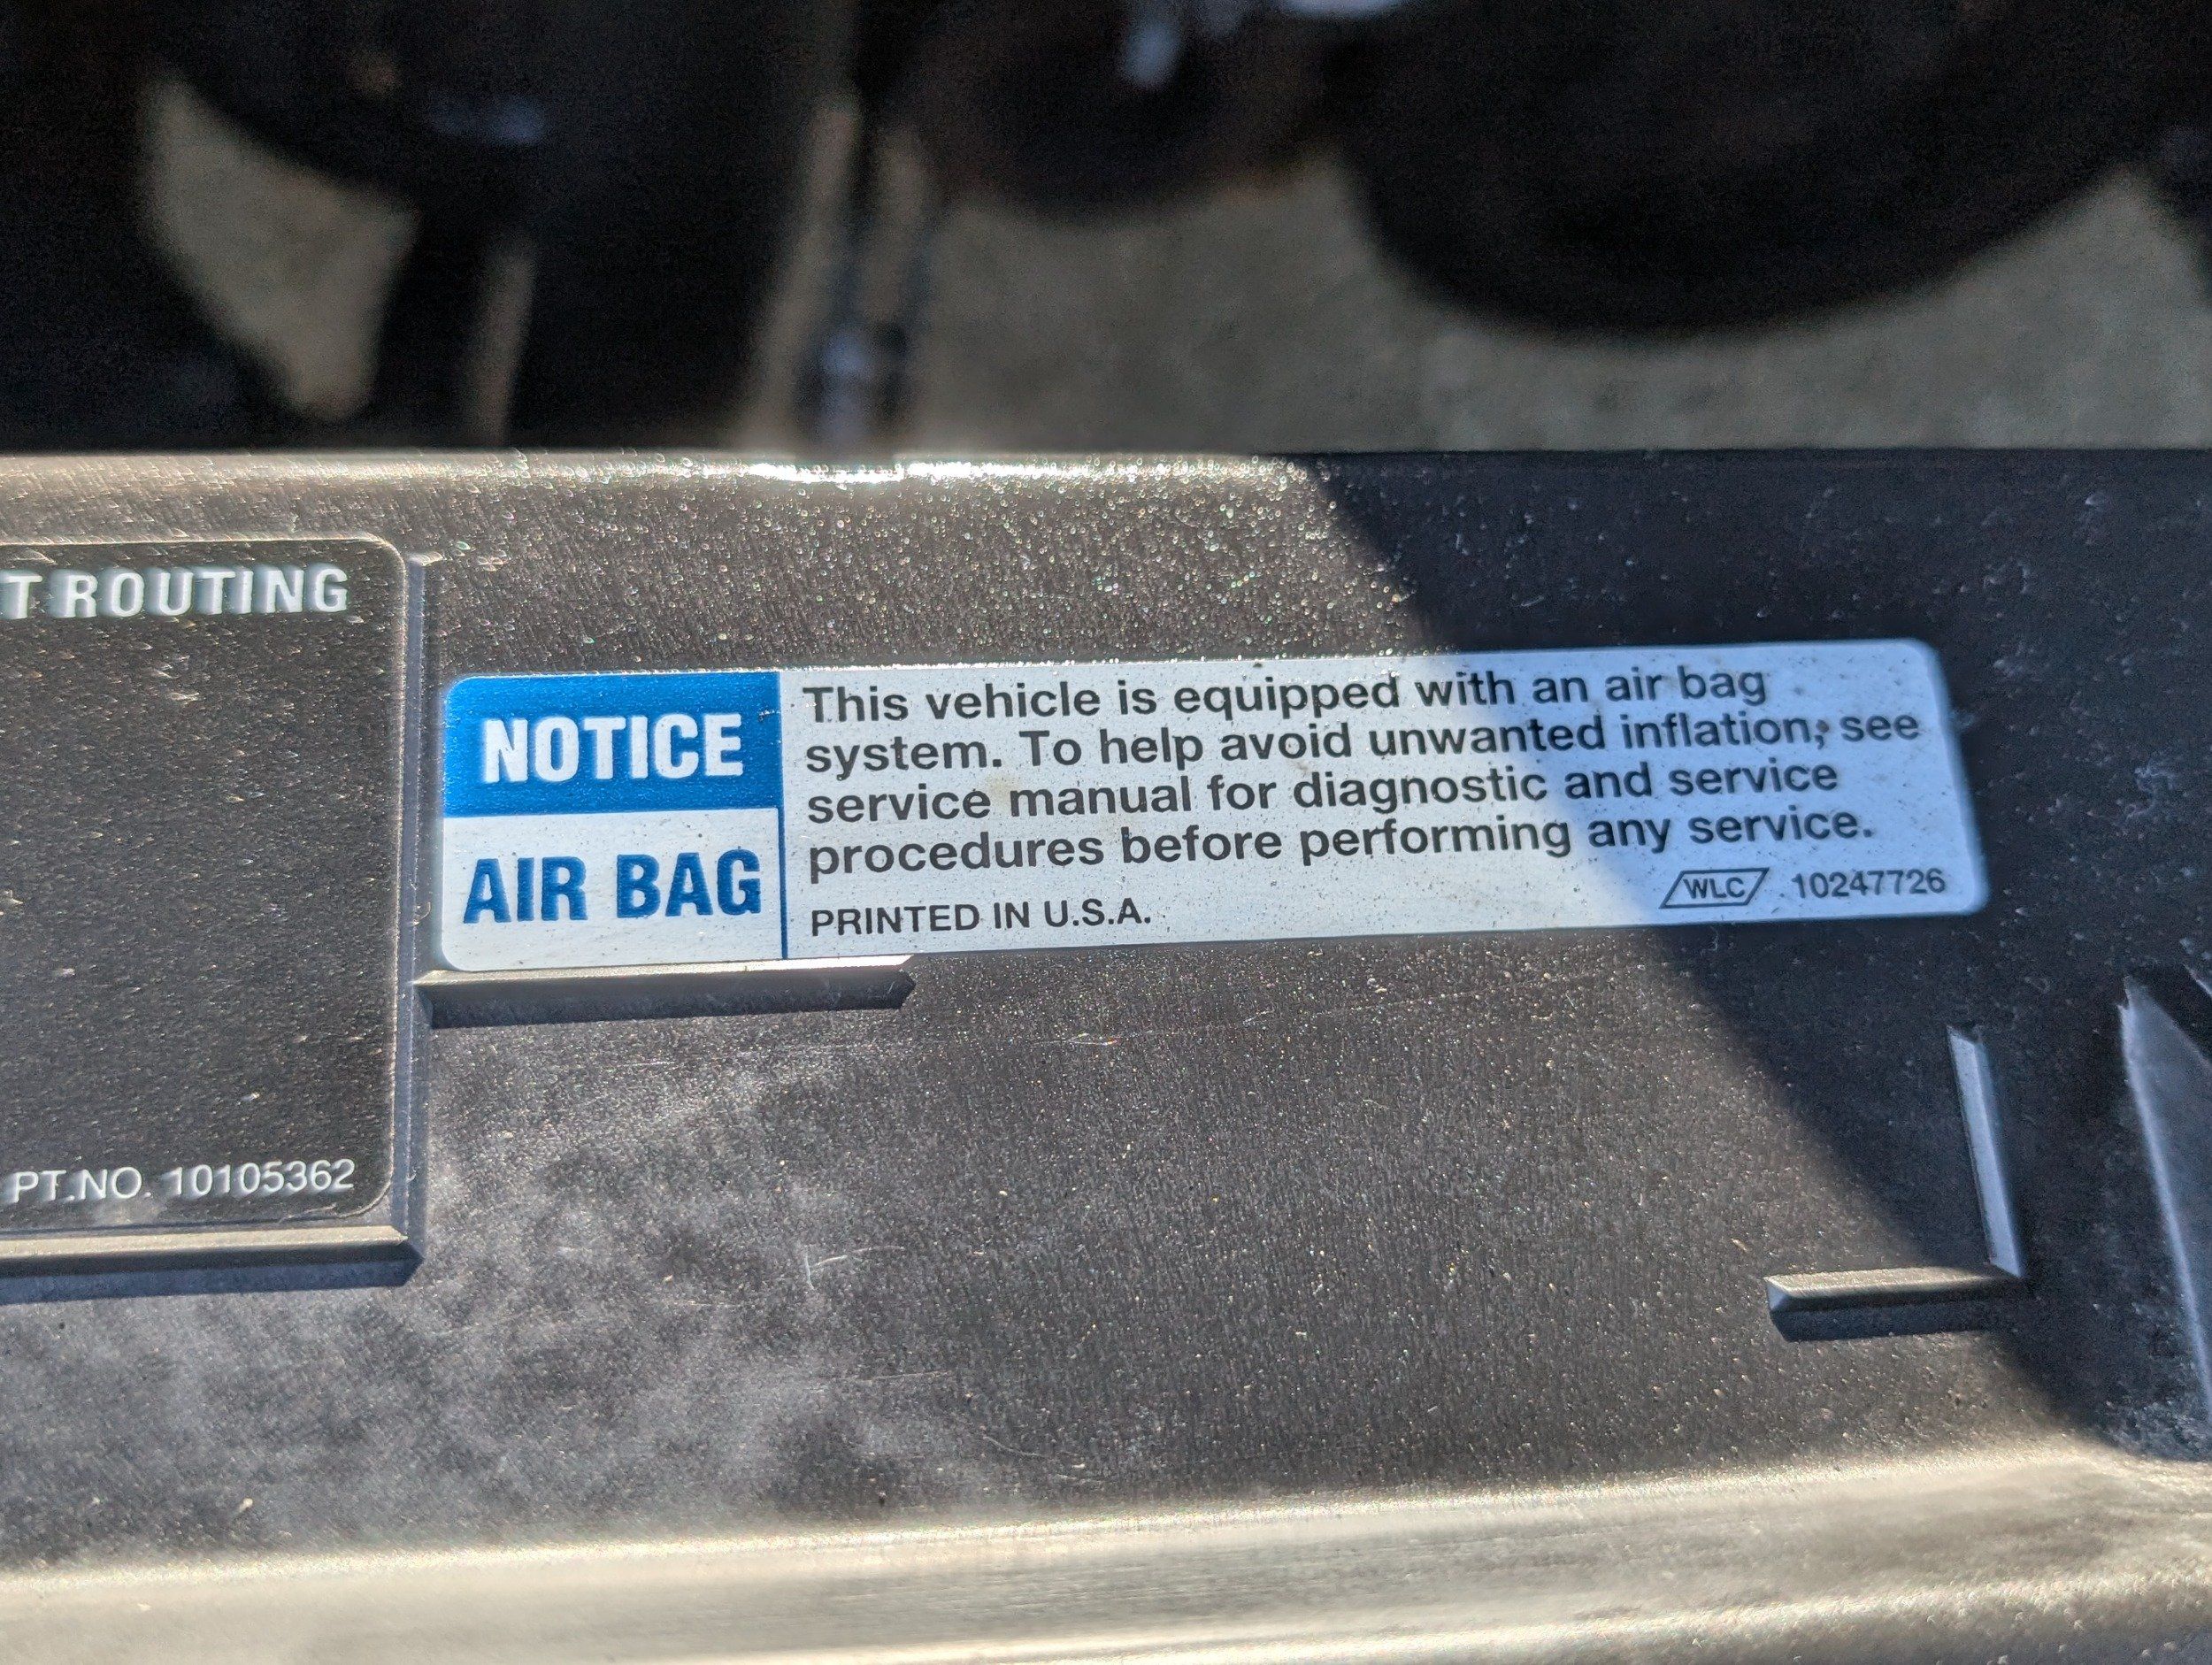 T ROUTING
PT.NO. 10105362
NOTICE
AIR BAG
This vehicle is equipped with an air bag
system. To help avoid unwanted inflation, see
service manual for diagnostic and service
procedures before performing any service.
PRINTED IN U.S.A.
WLC 10247726